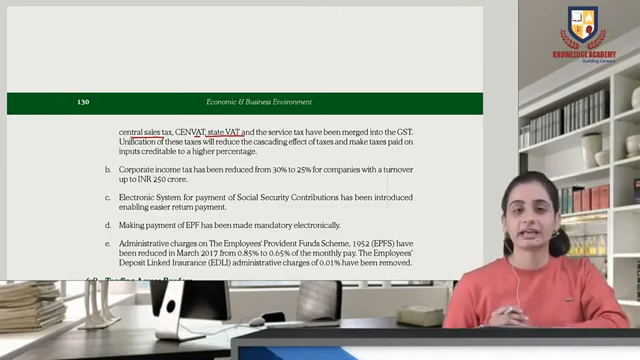 KNOWLEDGE ACADEMY
130
Economic & Business Environment
central sales tax, CENVAT, state VAT and the service tax have been merged into the GST.
Unification of these taxes will reduce the cascading effect of taxes and make taxes paid on
inputs creditable to a higher percentage.
b. Corporate income tax has been reduced from 30% to 25% for companies with a turnover
up to INR 250 crore.
c. Electronic System for payment of Social Security Contributions has been introduced
enabling easier return payment.
d. Making payment of EPF has been made mandatory electronically.
e. Administrative charges on The Employees' Provident Funds Scheme, 1952 (EPFS) have
been reduced in March 2017 from 0.85% to 0.65% of the monthly pay. The Employees'
Deposit Linked Insurance (EDLI) administrative charges of 0.01% have been removed.